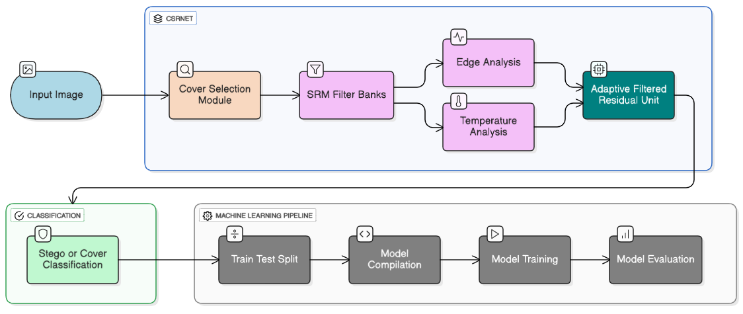 CSRNET
Input Image
Cover Selection
Module
SRM Filter Banks
Edge Analysis
Temperature
Analysis
Adaptive Filtered
Residual Unit
CLASSIFICATION
Stego or Cover
Classification
MACHINE LEARNING PIPELINE
Train Test Split
Model
Compilation
Model Training
Model Evaluation